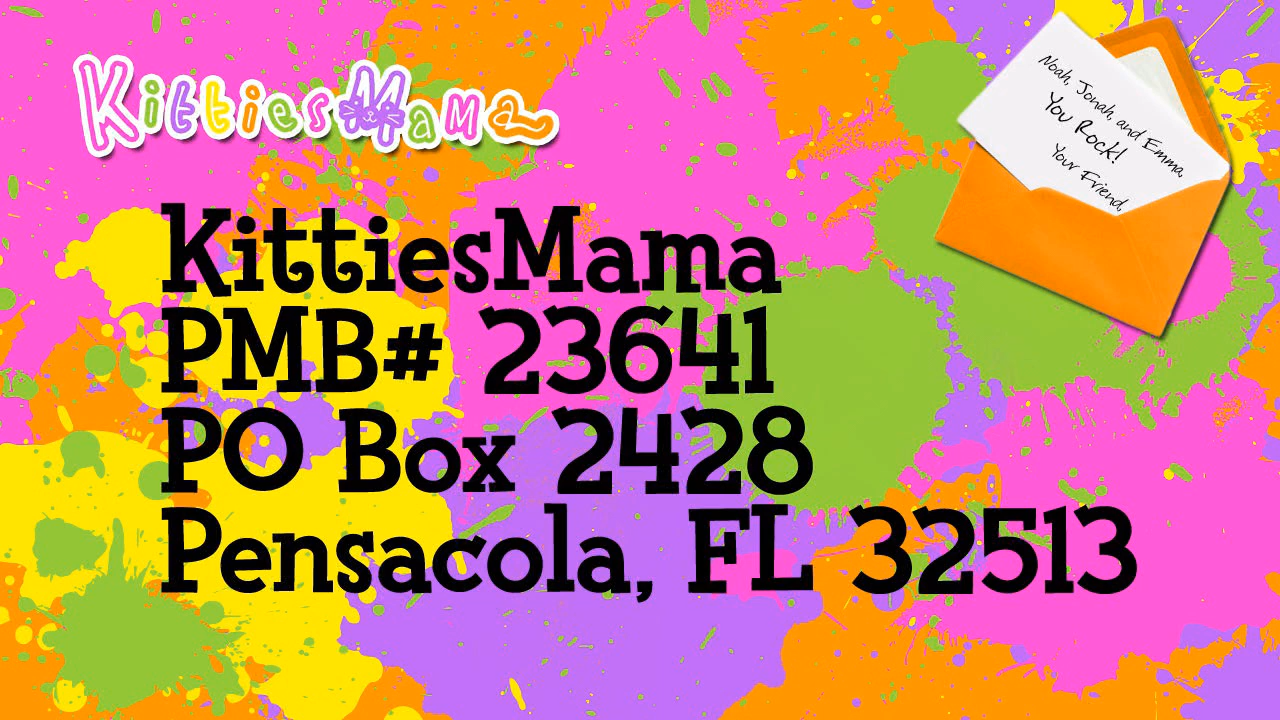 KittiesMama
Noah, Jonah, and Emma,
You Rock!
Your Friend,
KittiesMama
PMB# 23641
PO Box 2428
Pensacola, FL 32513